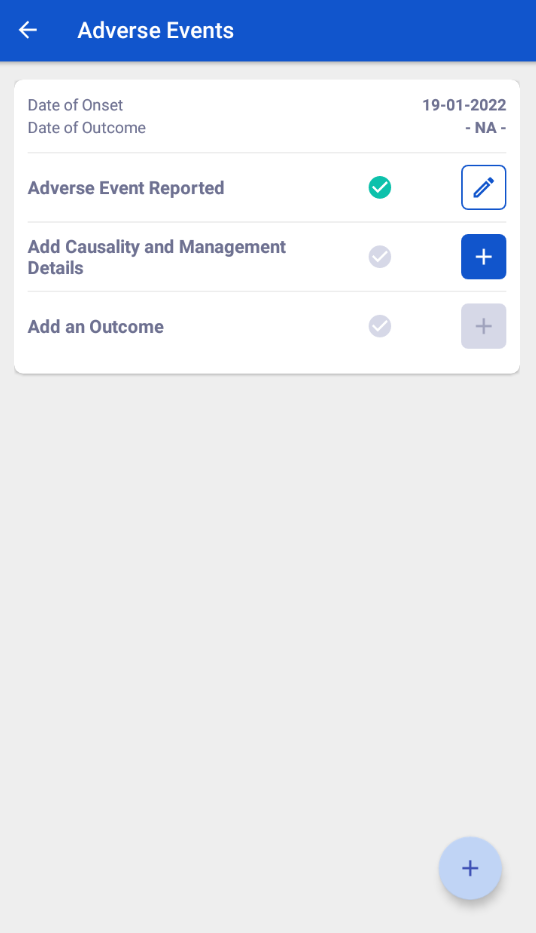 Adverse Events
Date of Onset 19-01-2022
Date of Outcome - NA -
Adverse Event Reported
Add Causality and Management
Details
Add an Outcome